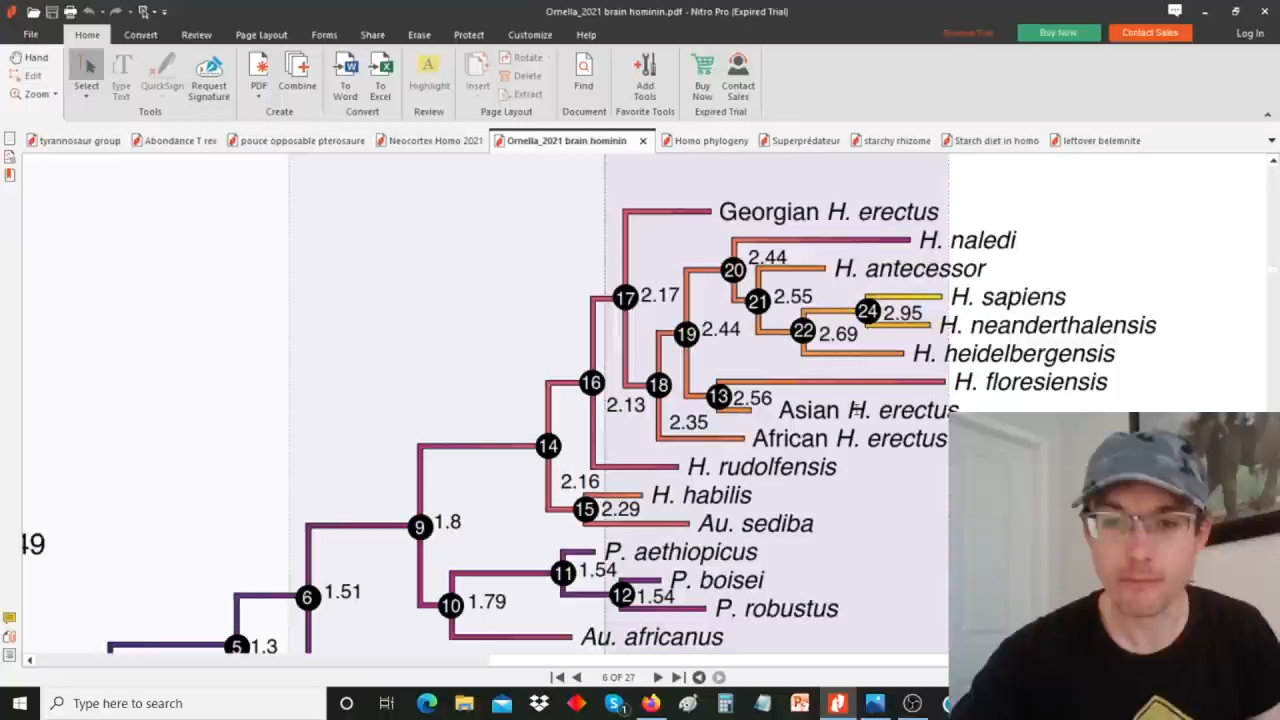 Ornella_2021 brain hominin.pdf - Nitro Pro (Expired Trial)
File Home Convert Review Page Layout Forms Share Erase Protect Customize Help Buy Now Contact Sales Log In
Hand
Edit
Zoom
Select
Type Text
QuickSign
Request Signature
Tools
PDF
Combine
Create
To Word
To Excel
Convert
Highlight
Review
Insert
Rotate
Delete
Extract
Page Layout
Find
Document
Add Tools
Favorite Tools
Buy Now
Contact Sales
Expired Trial
tyrannosaur group Abondance T rex pouce opposable pterosaure Neocortex Homo 2021 Ornella_2021 brain hominin Homo phylogeny Superprédateur starchy rhizome Starch diet in homo leftover belemnite
Georgian H. erectus
H. naledi
20 2.44
H. antecessor
17 2.17
21 2.55
H. sapiens
24 2.95
H. neanderthalensis
19 2.44
22 2.69
H. heidelbergensis
16
18
H. floresiensis
13 2.56
2.13
Asian H. erectus
2.35
African H. erectus
14
H. rudolfensis
2.16
H. habilis
15 2.29
Au. sediba
9 1.8
49
P. aethiopicus
11 1.54
P. boisei
6 1.51
12 1.54
10 1.79
P. robustus
Au. africanus
5 1.3
6 OF 27
Type here to search